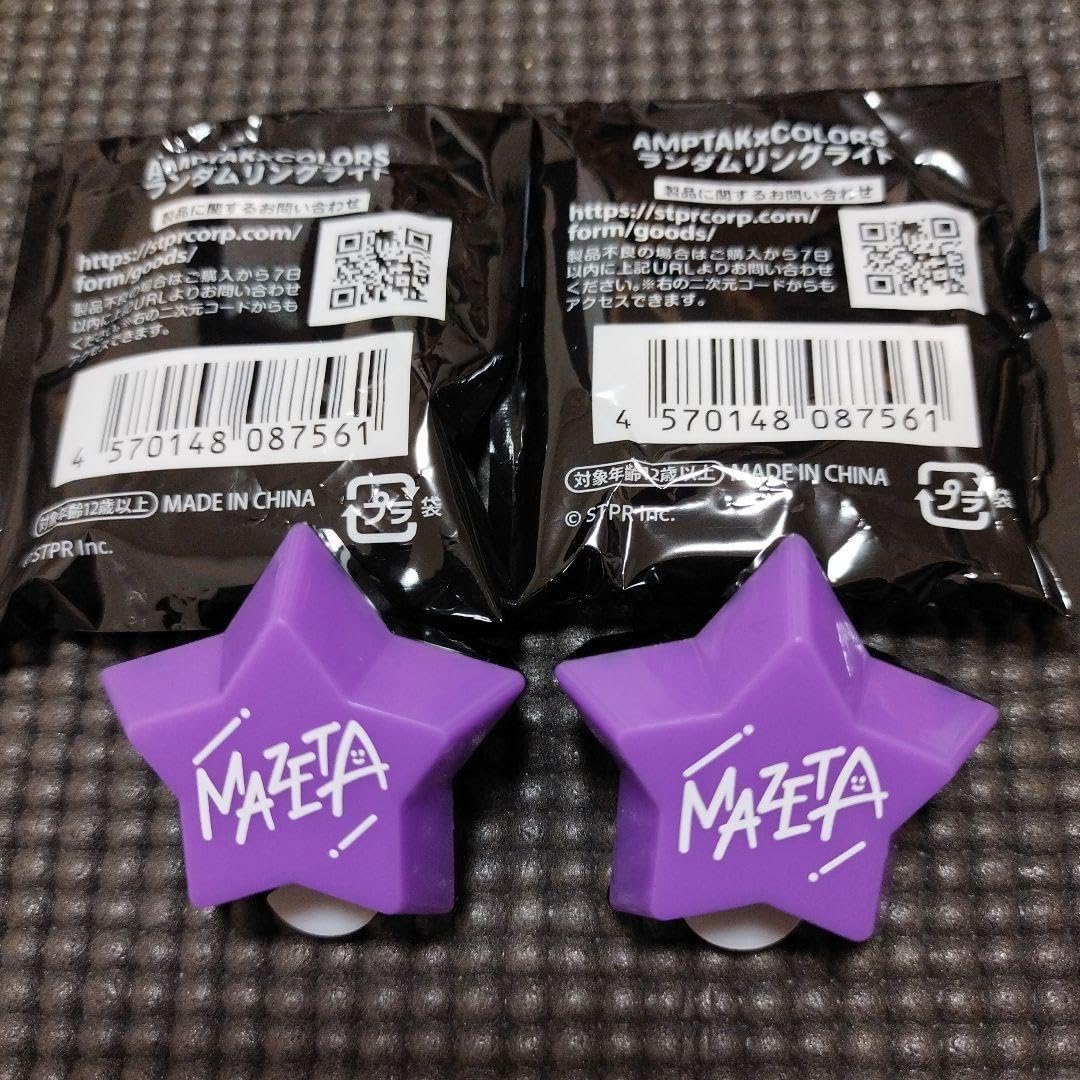 AMPTAK×COLORS
ランダムリングライト
製品に関するお問い合わせ
https://stprcorp.com/
form/goods/
製品不良の場合はご購入から7日
以内に上記URLよりお問い合わせ
ください。※右の二次元コードからも
アクセスできます。
4 570148 087561
対象年齢12歳以上 MADE IN CHINA
プラ 袋
© STPR Inc.
AMPTAK×COLORS
ランダムリングライト
製品に関するお問い合わせ
https://stprcorp.com/
form/goods/
製品不良の場合はご購入から7日
以内に上記URLよりお問い合わせ
ください。※右の二次元コードからも
アクセスできます。
4 570148 087561
対象年齢12歳以上 MADE IN CHINA
プラ 袋
© STPR Inc.
MAZETA
MAZETA